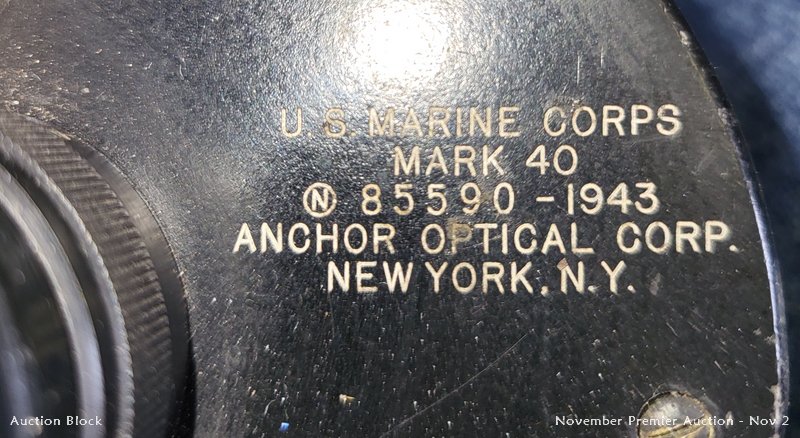 U.S. MARINE CORPS
MARK 40
Ⓝ 85590-1943
ANCHOR OPTICAL CORP.
NEW YORK, N.Y.
Auction Block
November Premier Auction - Nov 2